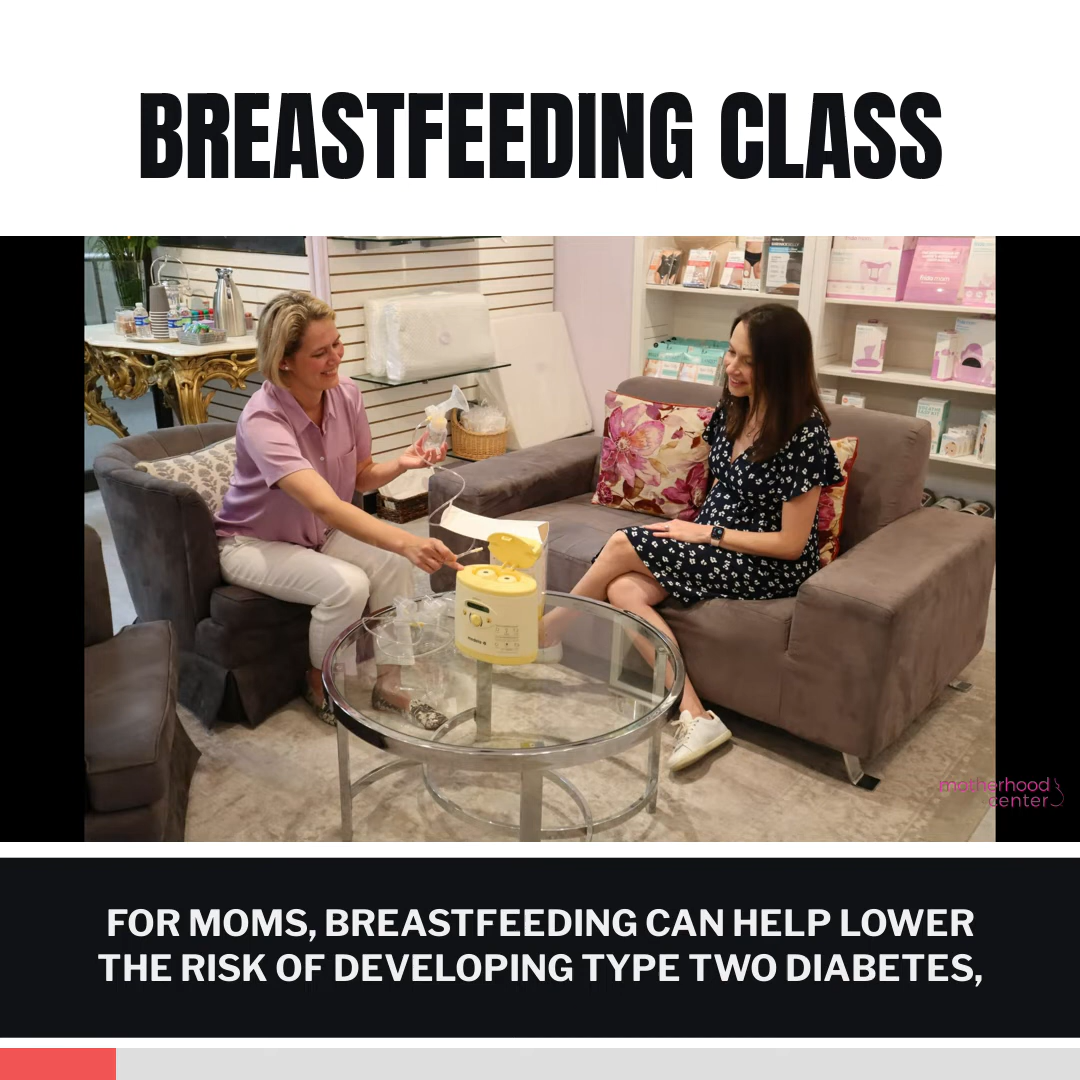 BREASTFEEDING CLASS
motherhood
center
FOR MOMS, BREASTFEEDING CAN HELP LOWER
THE RISK OF DEVELOPING TYPE TWO DIABETES,